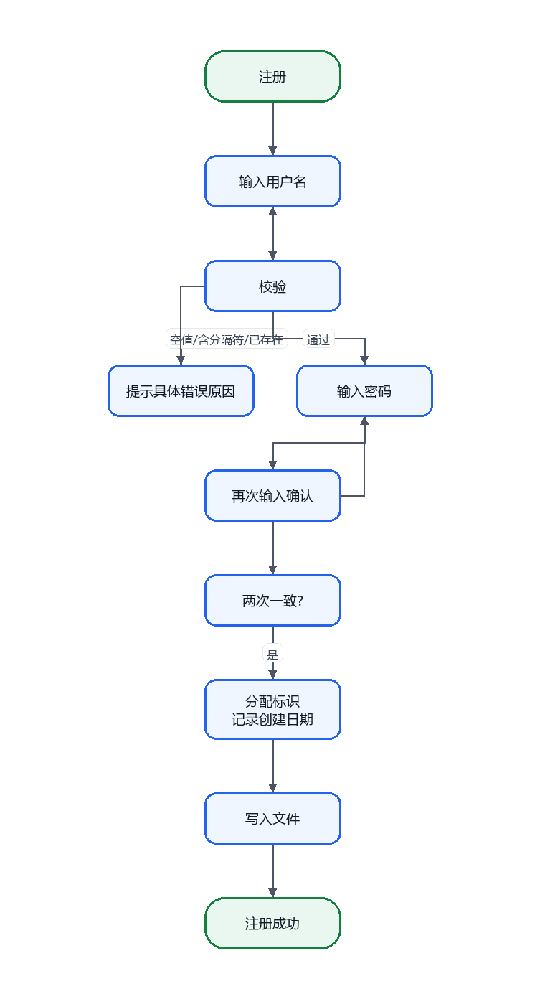 注册
输入用户名
校验
空值/含分隔符/已存在
通过
提示具体错误原因
输入密码
再次输入确认
两次一致?
是
分配标识
记录创建日期
写入文件
注册成功